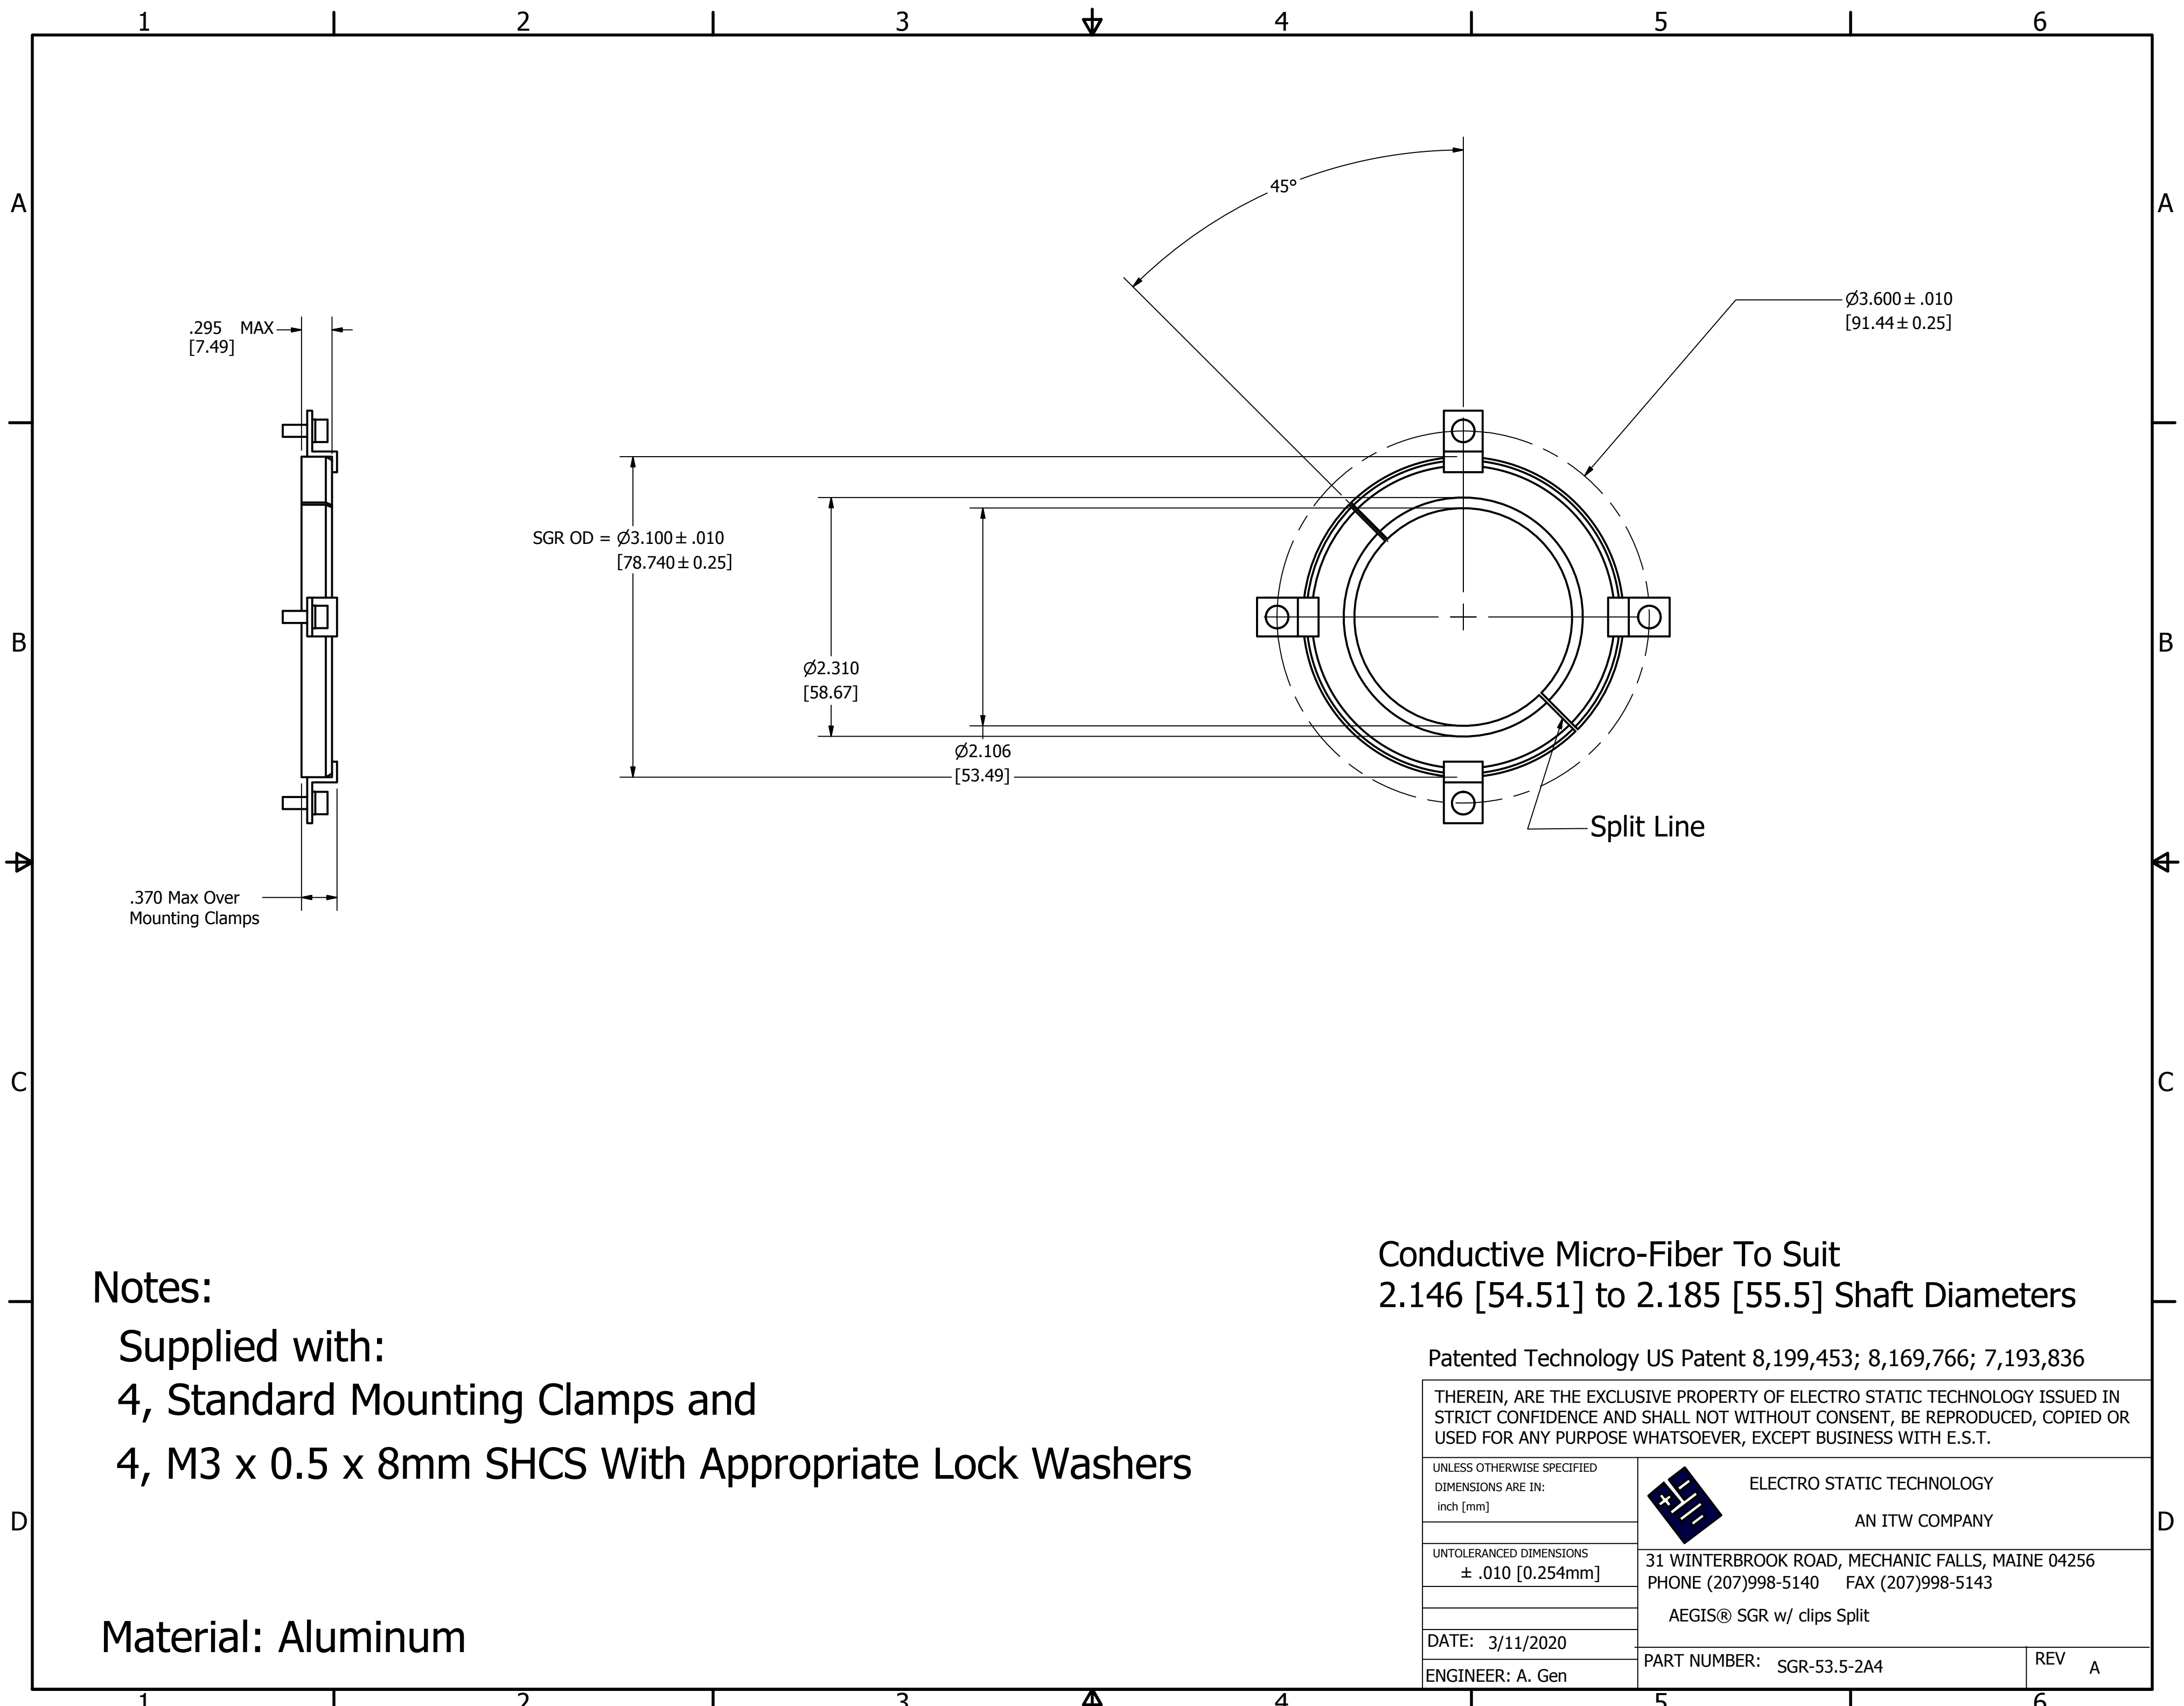 1 2 3 4 5 6
A A
45°
Ø3.600 ± .010
[91.44 ± 0.25]
.295 MAX
[7.49]
SGR OD = Ø3.100 ± .010
[78.740 ± 0.25]
B B
Ø2.310
[58.67]
Ø2.106
[53.49]
Split Line
.370 Max Over
Mounting Clamps
C C
Conductive Micro-Fiber To Suit
2.146 [54.51] to 2.185 [55.5] Shaft Diameters
Notes:
Supplied with:
4, Standard Mounting Clamps and
4, M3 x 0.5 x 8mm SHCS With Appropriate Lock Washers
Material: Aluminum
Patented Technology US Patent 8,199,453; 8,169,766; 7,193,836
THEREIN, ARE THE EXCLUSIVE PROPERTY OF ELECTRO STATIC TECHNOLOGY ISSUED IN
STRICT CONFIDENCE AND SHALL NOT WITHOUT CONSENT, BE REPRODUCED, COPIED OR
USED FOR ANY PURPOSE WHATSOEVER, EXCEPT BUSINESS WITH E.S.T.
UNLESS OTHERWISE SPECIFIED
DIMENSIONS ARE IN:
inch [mm]
UNTOLERANCED DIMENSIONS
± .010 [0.254mm]
DATE: 3/11/2020
ENGINEER: A. Gen
ELECTRO STATIC TECHNOLOGY
AN ITW COMPANY
31 WINTERBROOK ROAD, MECHANIC FALLS, MAINE 04256
PHONE (207)998-5140 FAX (207)998-5143
AEGIS® SGR w/ clips Split
PART NUMBER: SGR-53.5-2A4
REV A
D D
1 2 3 4 5 6